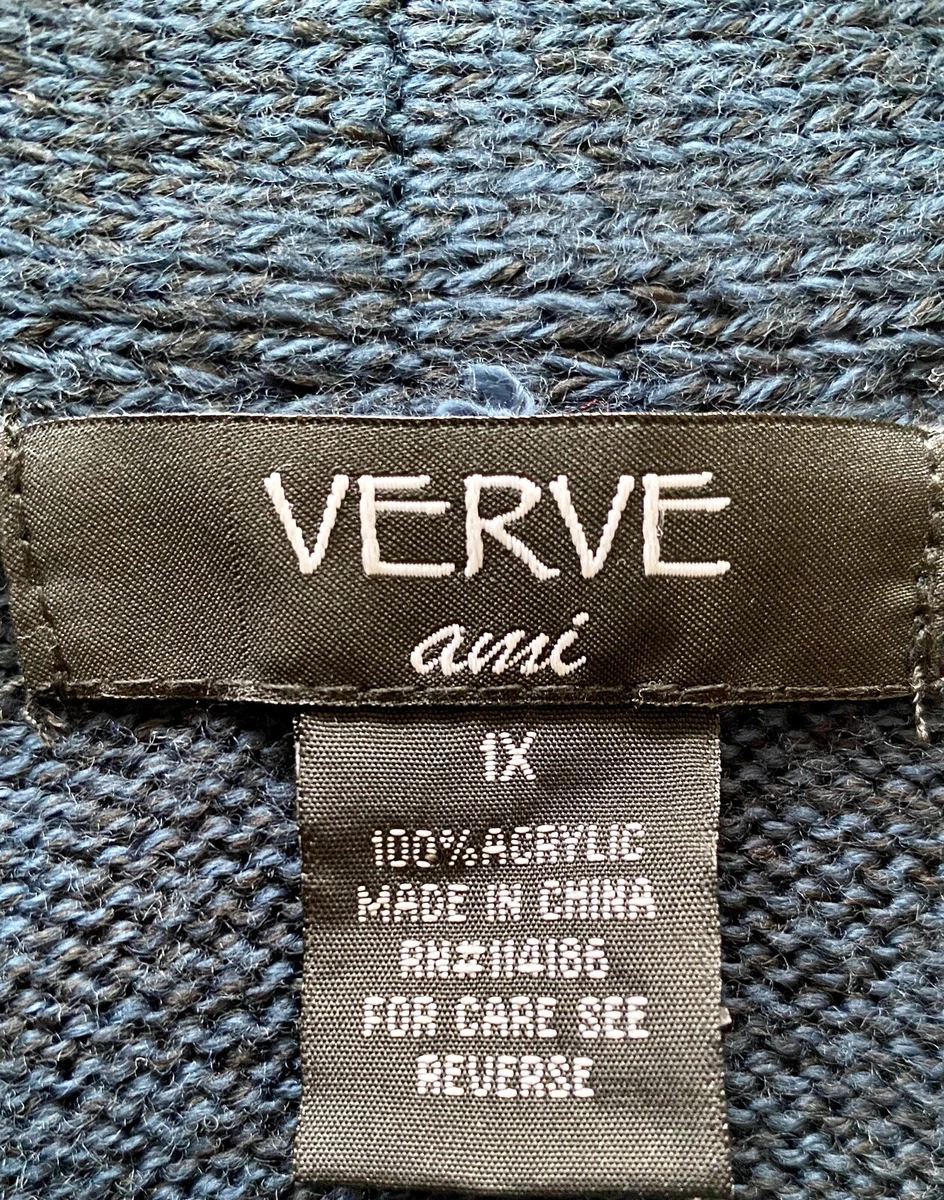 VERVE
ami
1X
100% ACRYLIC
MADE IN CHINA
RN#114186
FOR CARE SEE
REVERSE